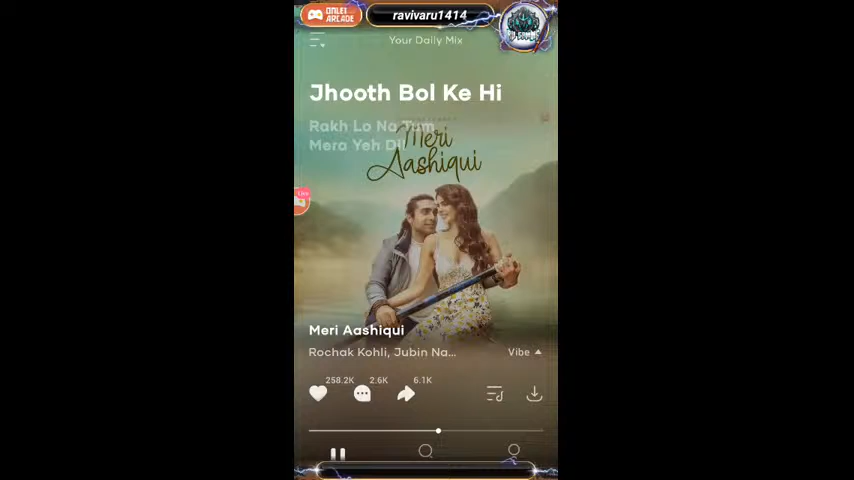 OMLET
ARCADE
ravivaru1414
Your Daily Mix
Jhooth Bol Ke Hi
Rakh Lo Na Tum
Mera Yeh Dil
Meri
Aashiqui
Meri Aashiqui
Rochak Kohli, Jubin Na...
Vibe
258.2K
2.6K
6.1K